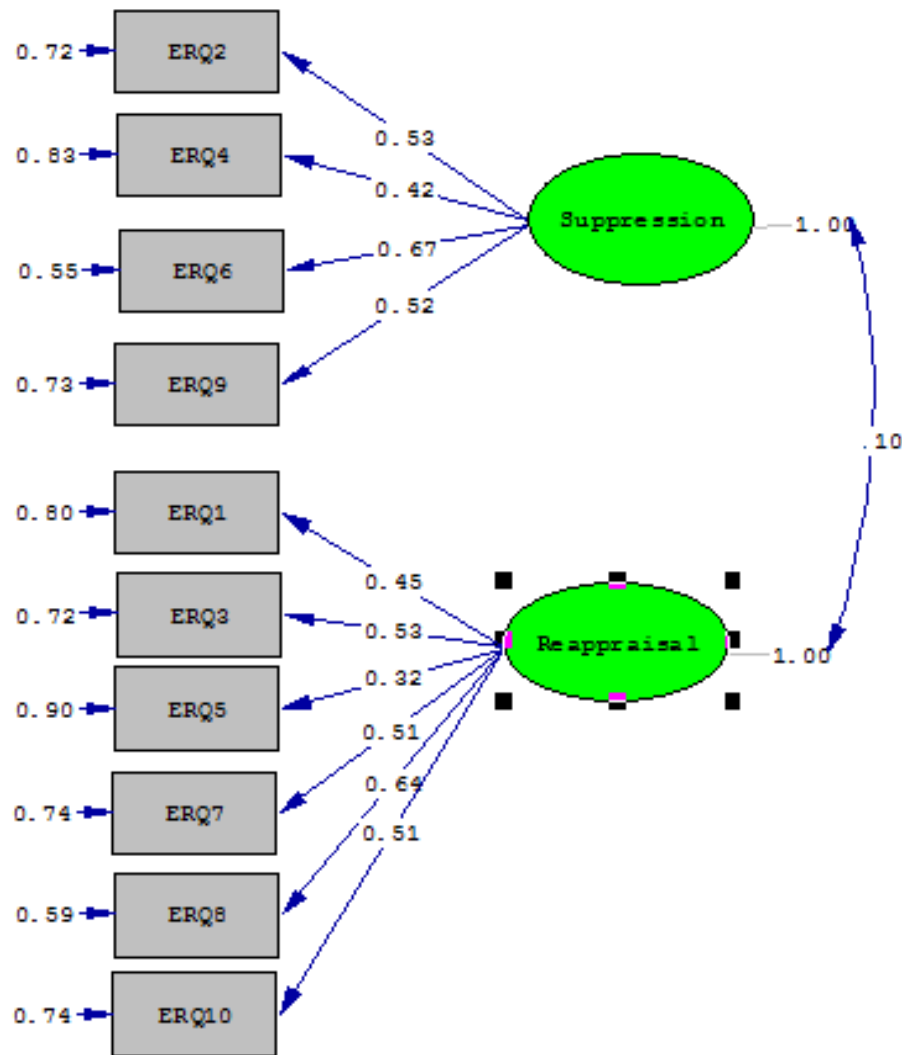 0.72 ERQ2
0.53
0.83 ERQ4
0.42
Suppression 1.00
0.67
0.55 ERQ6
0.52
0.73 ERQ9
.10
0.80 ERQ1
0.45
0.72 ERQ3
0.53
Reappraisal 1.00
0.32
0.90 ERQ5
0.51
0.64
0.74 ERQ7
0.51
0.59 ERQ8
0.74 ERQ10